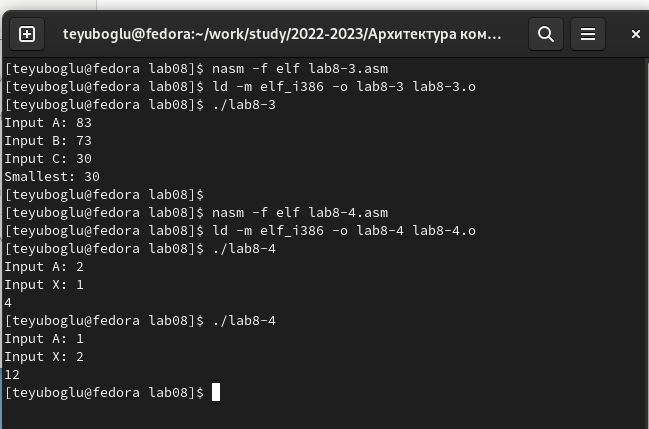 teyuboglu@fedora:~/work/study/2022-2023/Архитектура ком...
[teyuboglu@fedora lab08]$ nasm -f elf lab8-3.asm
[teyuboglu@fedora lab08]$ ld -m elf_i386 -o lab8-3 lab8-3.o
[teyuboglu@fedora lab08]$ ./lab8-3
Input A: 83
Input B: 73
Input C: 30
Smallest: 30
[teyuboglu@fedora lab08]$
[teyuboglu@fedora lab08]$ nasm -f elf lab8-4.asm
[teyuboglu@fedora lab08]$ ld -m elf_i386 -o lab8-4 lab8-4.o
[teyuboglu@fedora lab08]$ ./lab8-4
Input A: 2
Input X: 1
4
[teyuboglu@fedora lab08]$ ./lab8-4
Input A: 1
Input X: 2
12
[teyuboglu@fedora lab08]$